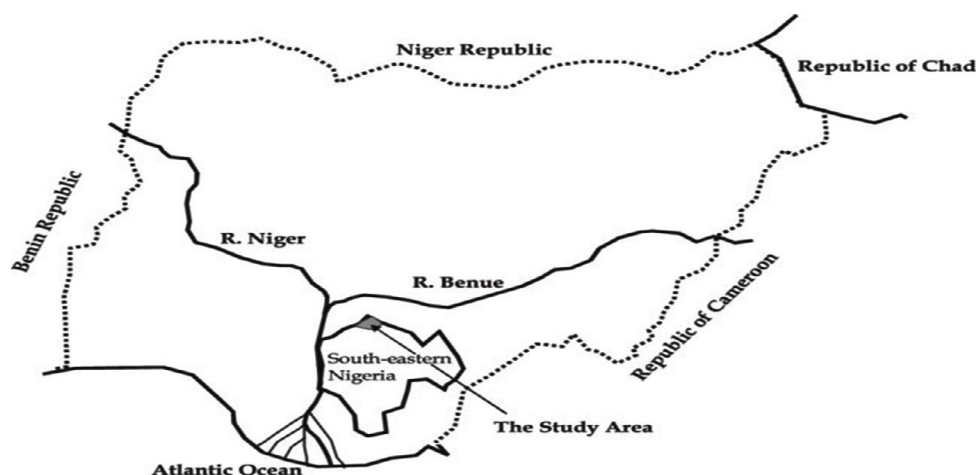 Niger Republic
Republic of Chad
Benin Republic
R. Niger
R. Benue
Republic of Cameroon
South-eastern
Nigeria
The Study Area
Atlantic Ocean